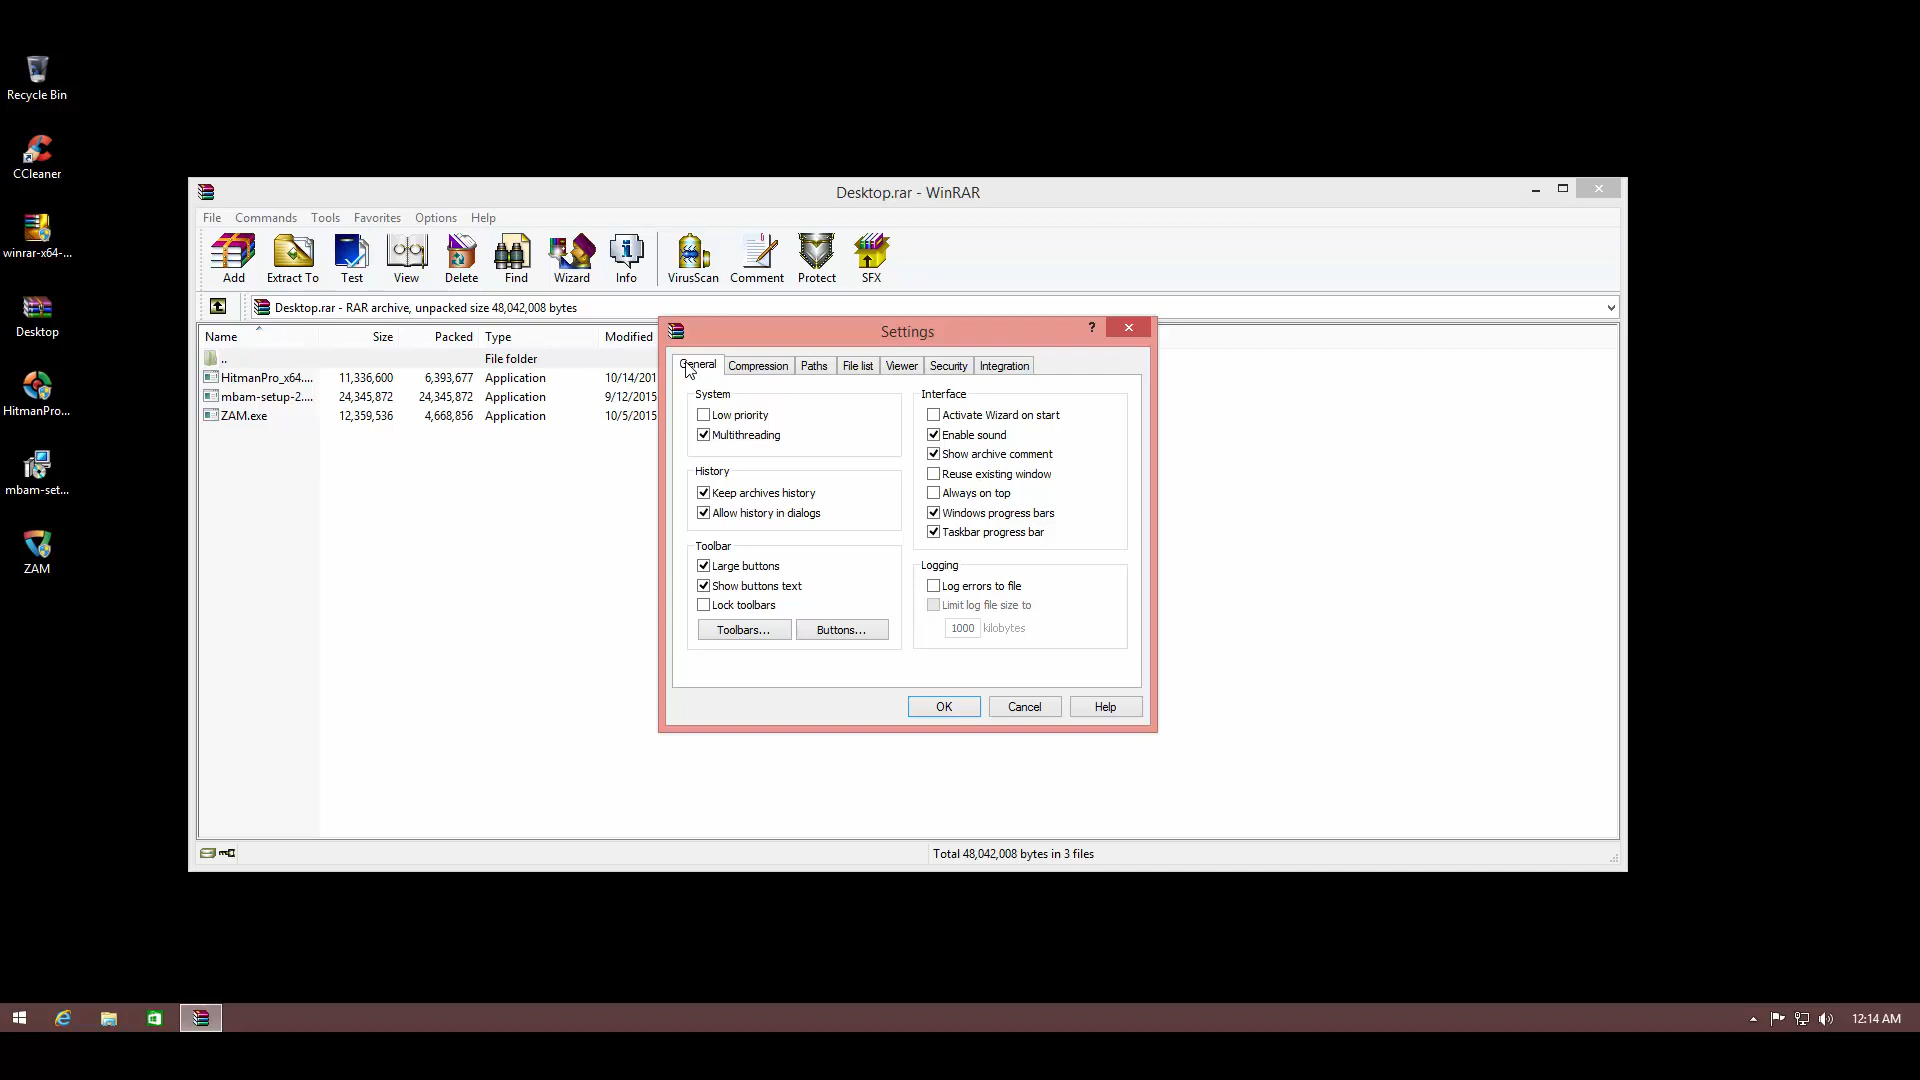 Recycle Bin
CCleaner
winrar-x64-...
Desktop
HitmanPro...
mbam-set...
ZAM
Desktop.rar - WinRAR
File Commands Tools Favorites Options Help
Add Extract To Test View Delete Find Wizard Info VirusScan Comment Protect SFX
Desktop.rar - RAR archive, unpacked size 48,042,008 bytes
Name Size Packed Type Modified
.. File folder
HitmanPro_x64.... 11,336,600 6,393,677 Application 10/14/201
mbam-setup-2.... 24,345,872 24,345,872 Application 9/12/2015
ZAM.exe 12,359,536 4,668,856 Application 10/5/2015
Settings
?
General Compression Paths File list Viewer Security Integration
System
Low priority
Multithreading
History
Keep archives history
Allow history in dialogs
Toolbar
Large buttons
Show buttons text
Lock toolbars
Toolbars... Buttons...
Interface
Activate Wizard on start
Enable sound
Show archive comment
Reuse existing window
Always on top
Windows progress bars
Taskbar progress bar
Logging
Log errors to file
Limit log file size to
1000 kilobytes
OK Cancel Help
Total 48,042,008 bytes in 3 files
12:14 AM